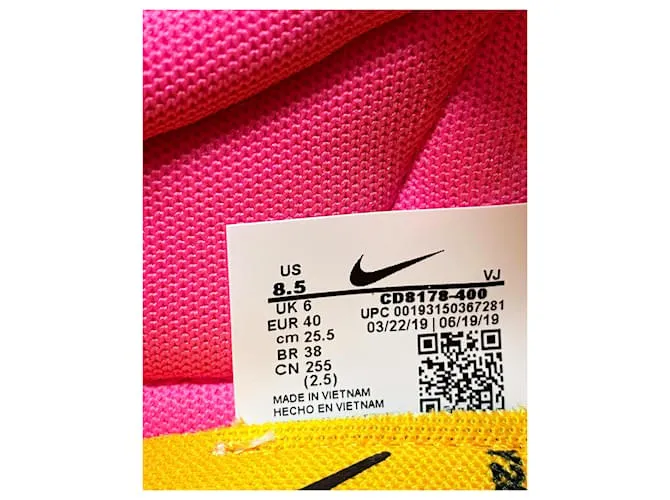 US
8.5
UK 6
EUR 40
cm 25.5
BR 38
CN 255
(2.5)
MADE IN VIETNAM
HECHO EN VIETNAM
VJ
CD8178-400
UPC 00193150367281
03/22/19 | 06/19/19